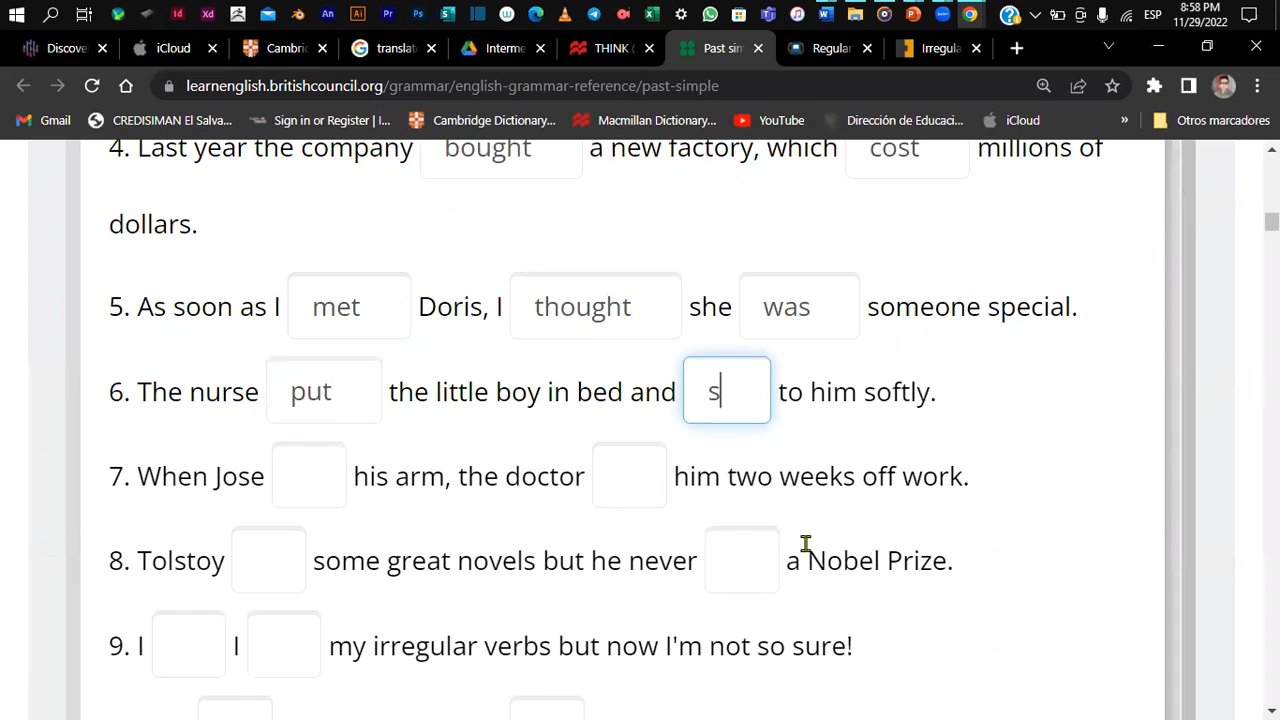 8:58 PM
ESP
11/29/2022
Discove
iCloud
Cambric
translat
Interme
THINK (
Past sim
Regular
Irregula
learnenglish.britishcouncil.org/grammar/english-grammar-reference/past-simple
Gmail
CREDISIMAN El Salva...
Sign in or Register | I...
Cambridge Dictionary...
Macmillan Dictionary...
YouTube
Dirección de Educaci...
iCloud
»
Otros marcadores
4. Last year the company bought a new factory, which cost millions of
dollars.
5. As soon as I met Doris, I thought she was someone special.
6. The nurse put the little boy in bed and s to him softly.
7. When Jose his arm, the doctor him two weeks off work.
8. Tolstoy some great novels but he never a Nobel Prize.
9. I I my irregular verbs but now I'm not so sure!